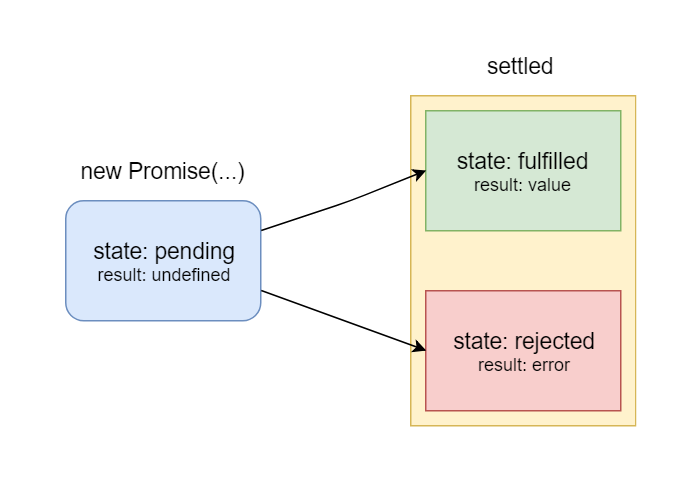 settled
new Promise(...)
state: pending
result: undefined
state: fulfilled
result: value
state: rejected
result: error